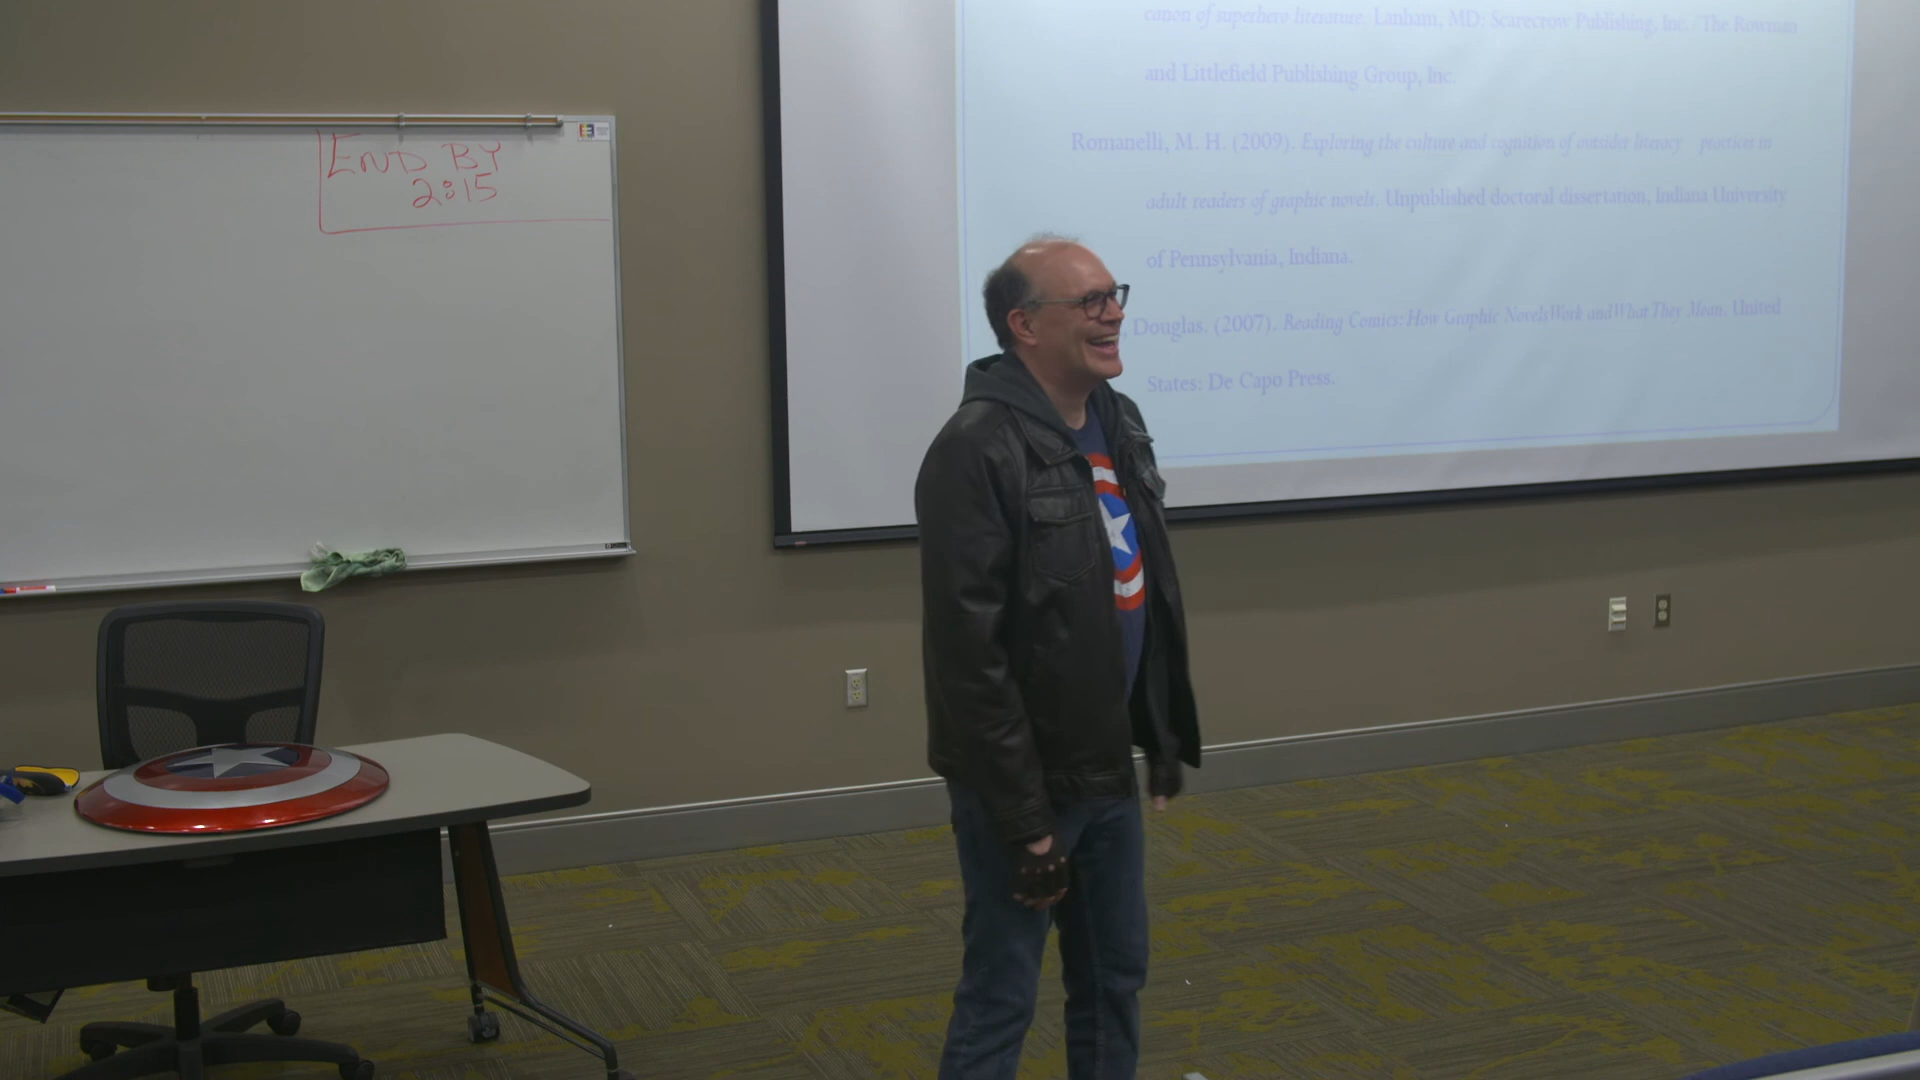 END BY
2:15
canon of superhero literature. Lanham, MD: Scarecrow Publishing, Inc. The Rowman
and Littlefield Publishing Group, Inc.
Romanelli, M. H. (2009). Exploring the culture and cognition of outsider literacy practices in
adult readers of graphic novels. Unpublished doctoral dissertation, Indiana University
of Pennsylvania, Indiana.
, Douglas. (2007). Reading Comics: How Graphic Novels Work and What They Mean. United
States: De Capo Press.